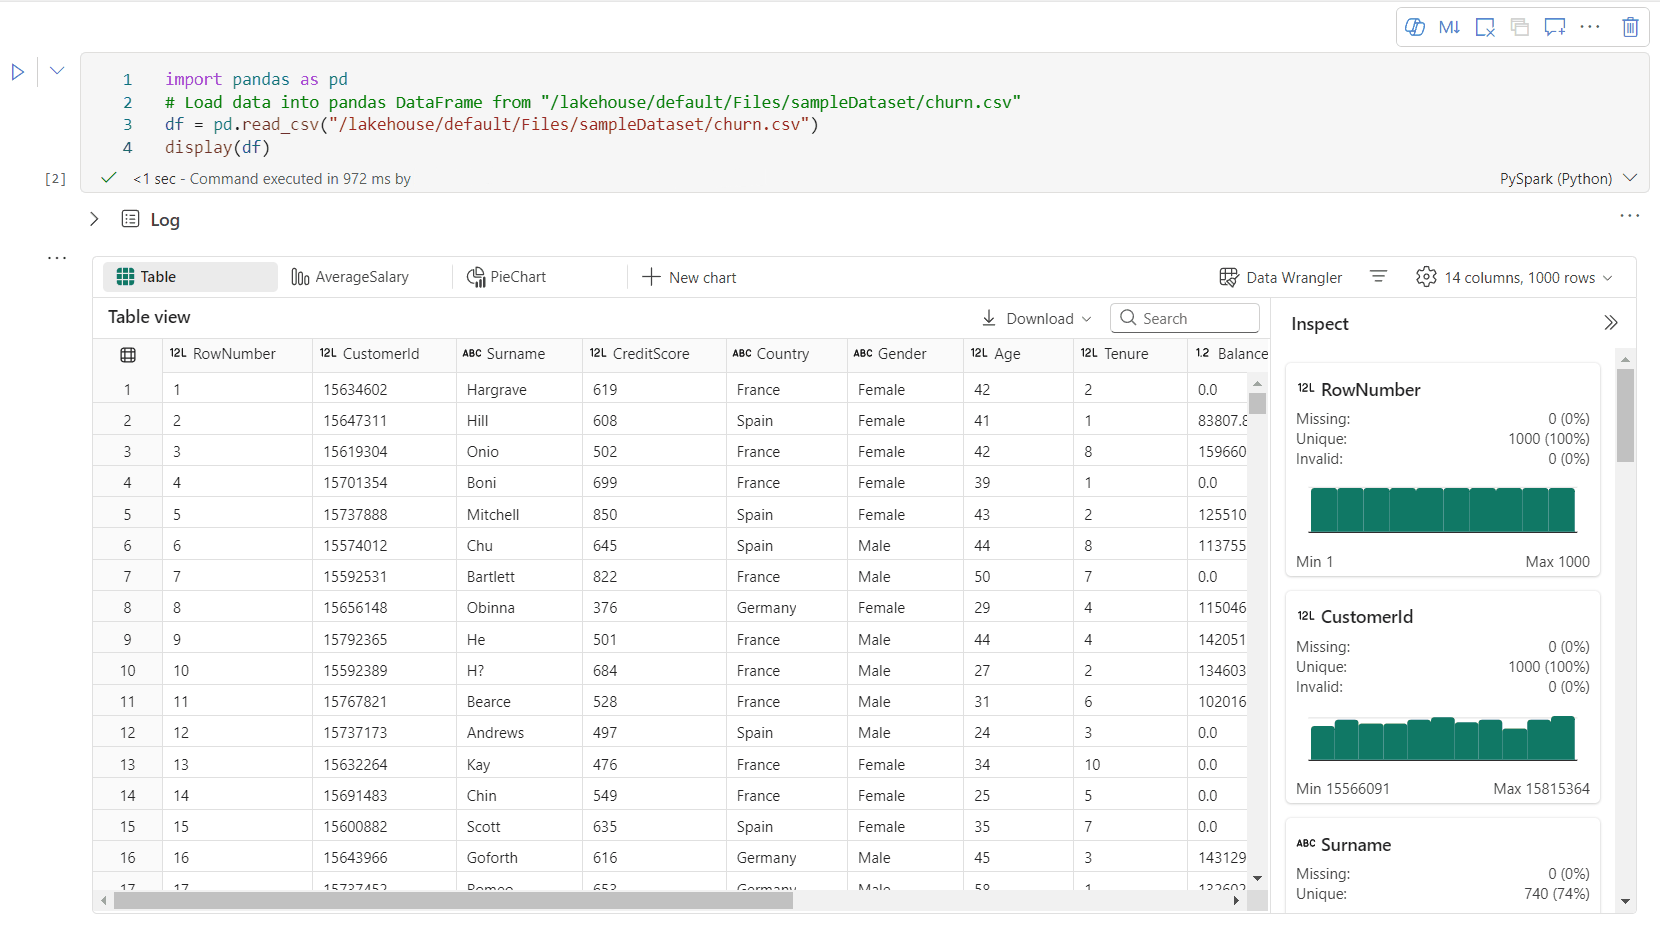 M↓
1 import pandas as pd
2 # Load data into pandas DataFrame from "/lakehouse/default/Files/sampleDataset/churn.csv"
3 df = pd.read_csv("/lakehouse/default/Files/sampleDataset/churn.csv")
4 display(df)
[2] <1 sec - Command executed in 972 ms by PySpark (Python)
Log
Table AverageSalary PieChart New chart Data Wrangler 14 columns, 1000 rows
Table view Download Search Inspect
12L RowNumber 12L CustomerId ABC Surname 12L CreditScore ABC Country ABC Gender 12L Age 12L Tenure 1.2 Balance
1 1 15634602 Hargrave 619 France Female 42 2 0.0
2 2 15647311 Hill 608 Spain Female 41 1 83807.8
3 3 15619304 Onio 502 France Female 42 8 159660
4 4 15701354 Boni 699 France Female 39 1 0.0
5 5 15737888 Mitchell 850 Spain Female 43 2 125510
6 6 15574012 Chu 645 Spain Male 44 8 113755
7 7 15592531 Bartlett 822 France Male 50 7 0.0
8 8 15656148 Obinna 376 Germany Female 29 4 115046
9 9 15792365 He 501 France Male 44 4 142051
10 10 15592389 H? 684 France Male 27 2 134603
11 11 15767821 Bearce 528 France Male 31 6 102016
12 12 15737173 Andrews 497 Spain Male 24 3 0.0
13 13 15632264 Kay 476 France Female 34 10 0.0
14 14 15691483 Chin 549 France Female 25 5 0.0
15 15 15600882 Scott 635 Spain Female 35 7 0.0
16 16 15643966 Goforth 616 Germany Male 45 3 143129
17 17 15737452 Romeo 653 Germany Male 58 1 132602
12L RowNumber
Missing: 0 (0%)
Unique: 1000 (100%)
Invalid: 0 (0%)
Min 1 Max 1000
12L CustomerId
Missing: 0 (0%)
Unique: 1000 (100%)
Invalid: 0 (0%)
Min 15566091 Max 15815364
ABC Surname
Missing: 0 (0%)
Unique: 740 (74%)